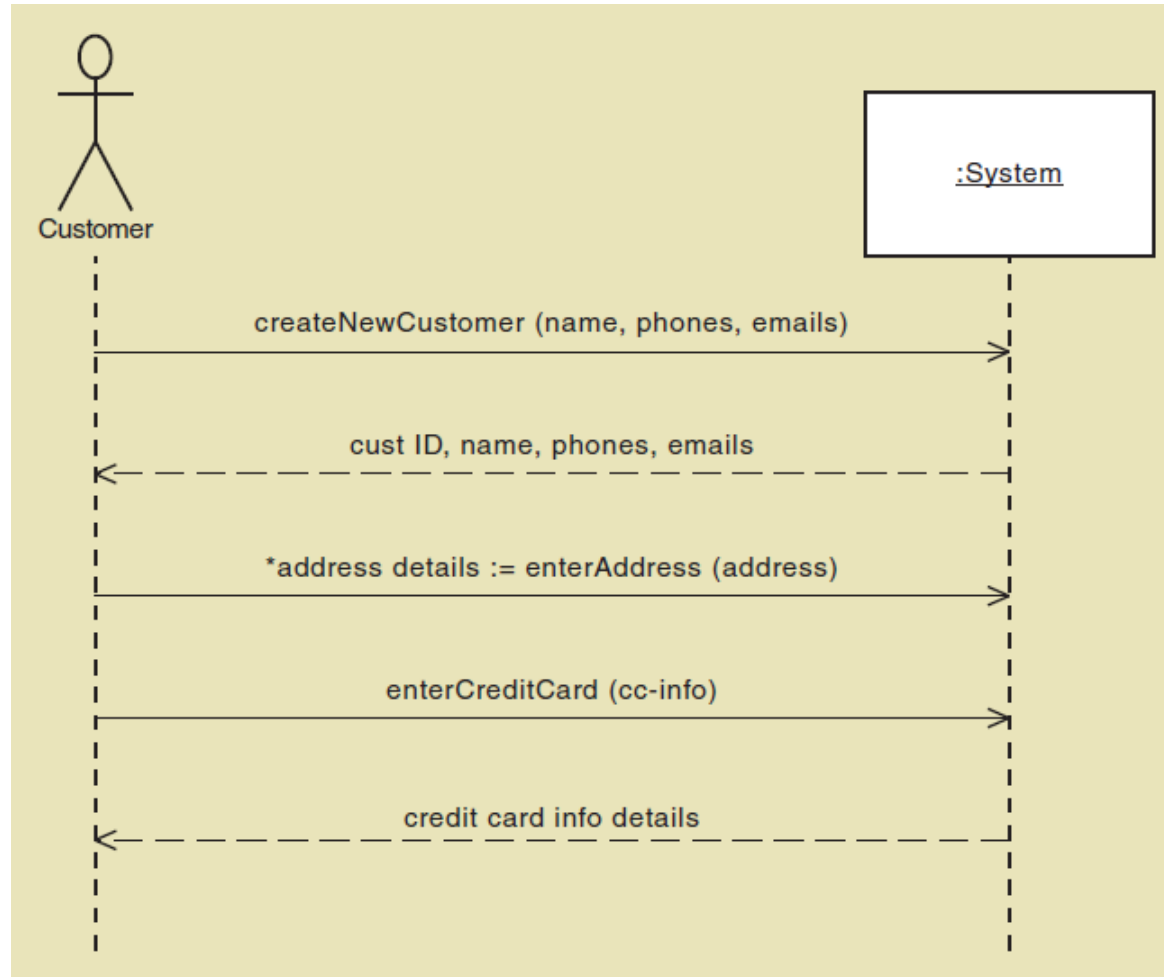 Customer
:System
createNewCustomer (name, phones, emails)
cust ID, name, phones, emails
*address details := enterAddress (address)
enterCreditCard (cc-info)
credit card info details